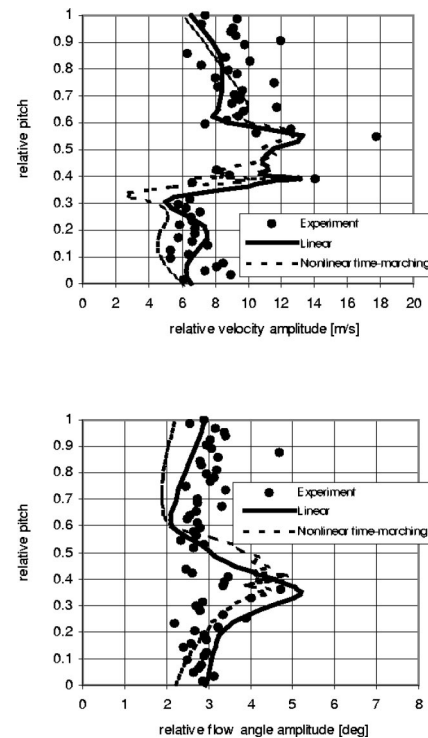 1
0.9
0.8
0.7
0.6
0.5
0.4
0.3
0.2
0.1
0
relative pitch
Experiment
Linear
Nonlinear time-marching
0 2 4 6 8 10 12 14 16 18 20
relative velocity amplitude [m/s]
1
0.9
0.8
0.7
0.6
0.5
0.4
0.3
0.2
0.1
0
relative pitch
Experiment
Linear
Nonlinear time-marching
0 1 2 3 4 5 6 7 8
relative flow angle amplitude [deg]